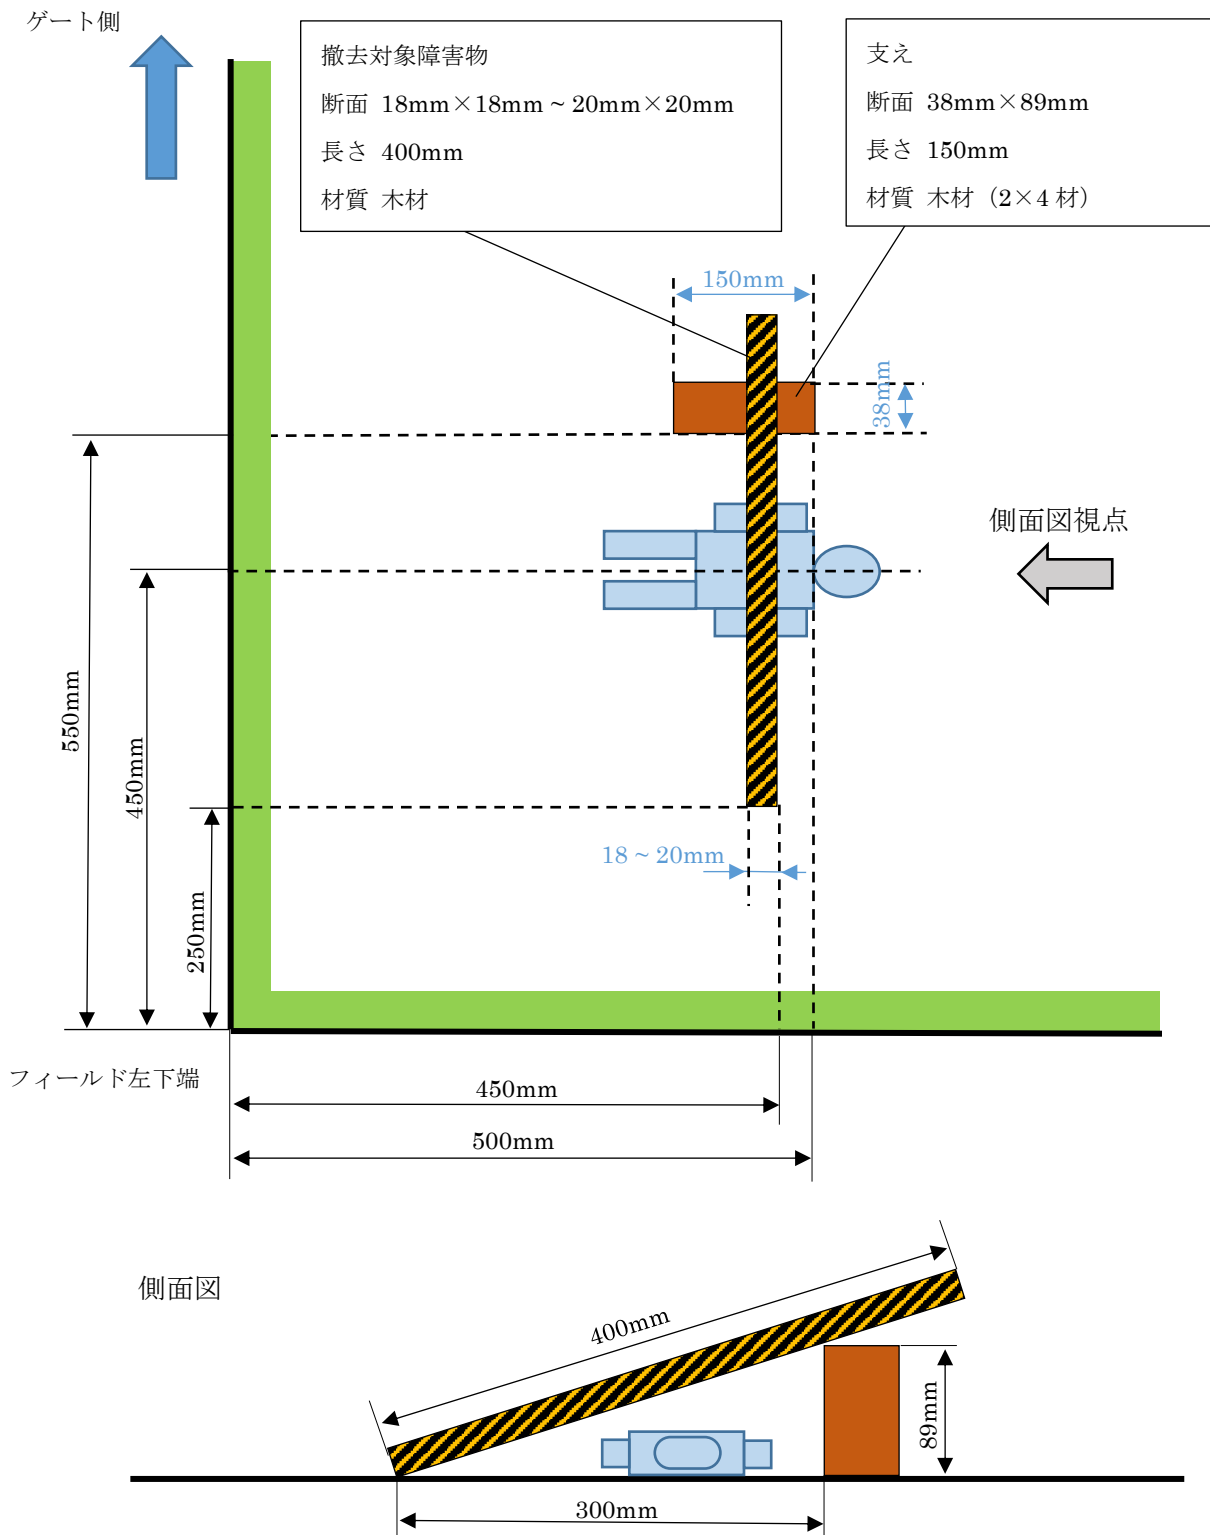 ゲート側
撤去対象障害物
断面 18mm×18mm ~ 20mm×20mm
長さ 400mm
材質 木材
支え
断面 38mm×89mm
長さ 150mm
材質 木材（2×4 材）
150mm
38mm
側面図視点
550mm
450mm
250mm
18 ~ 20mm
フィールド左下端
450mm
500mm
側面図
400mm
89mm
300mm